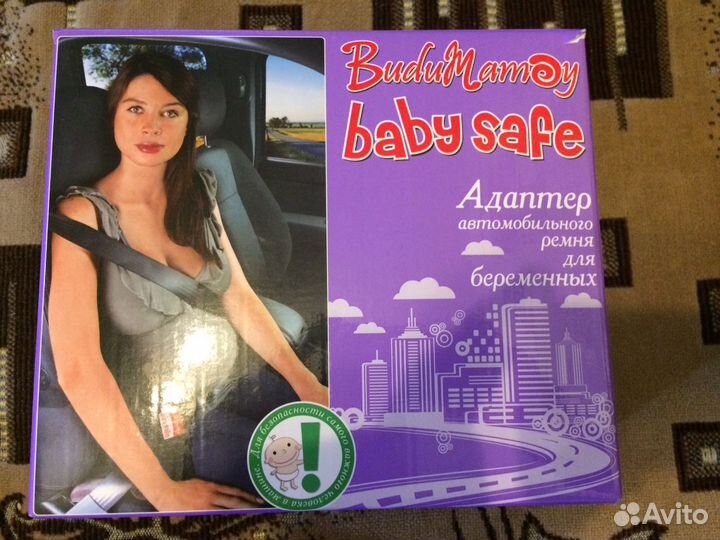 BuduMamoy
baby safe
Адаптер
автомобильного
ремня
для
беременных
Для безопасности самого важного человека в машине.
!
Avito